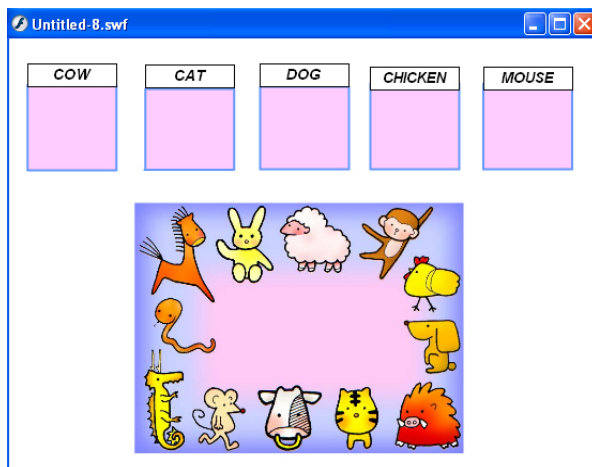 Untitled-8.swf
COW
CAT
DOG
CHICKEN
MOUSE